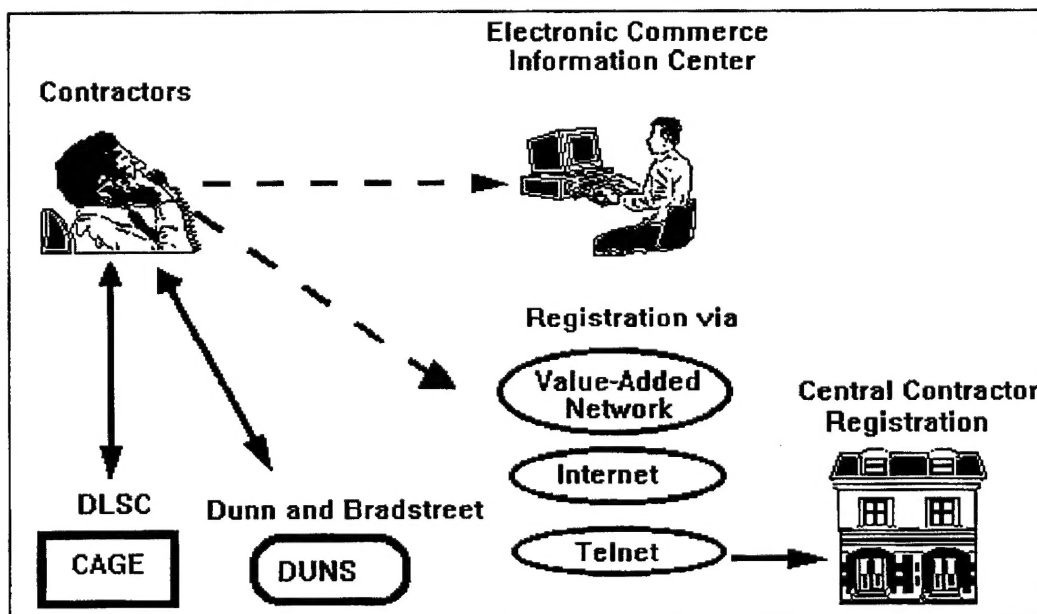 Electronic Commerce
Information Center
Contractors
Registration via
Value-Added
Network
Central Contractor
Registration
Internet
DLSC
Dunn and Bradstreet
Telnet
CAGE
DUNS